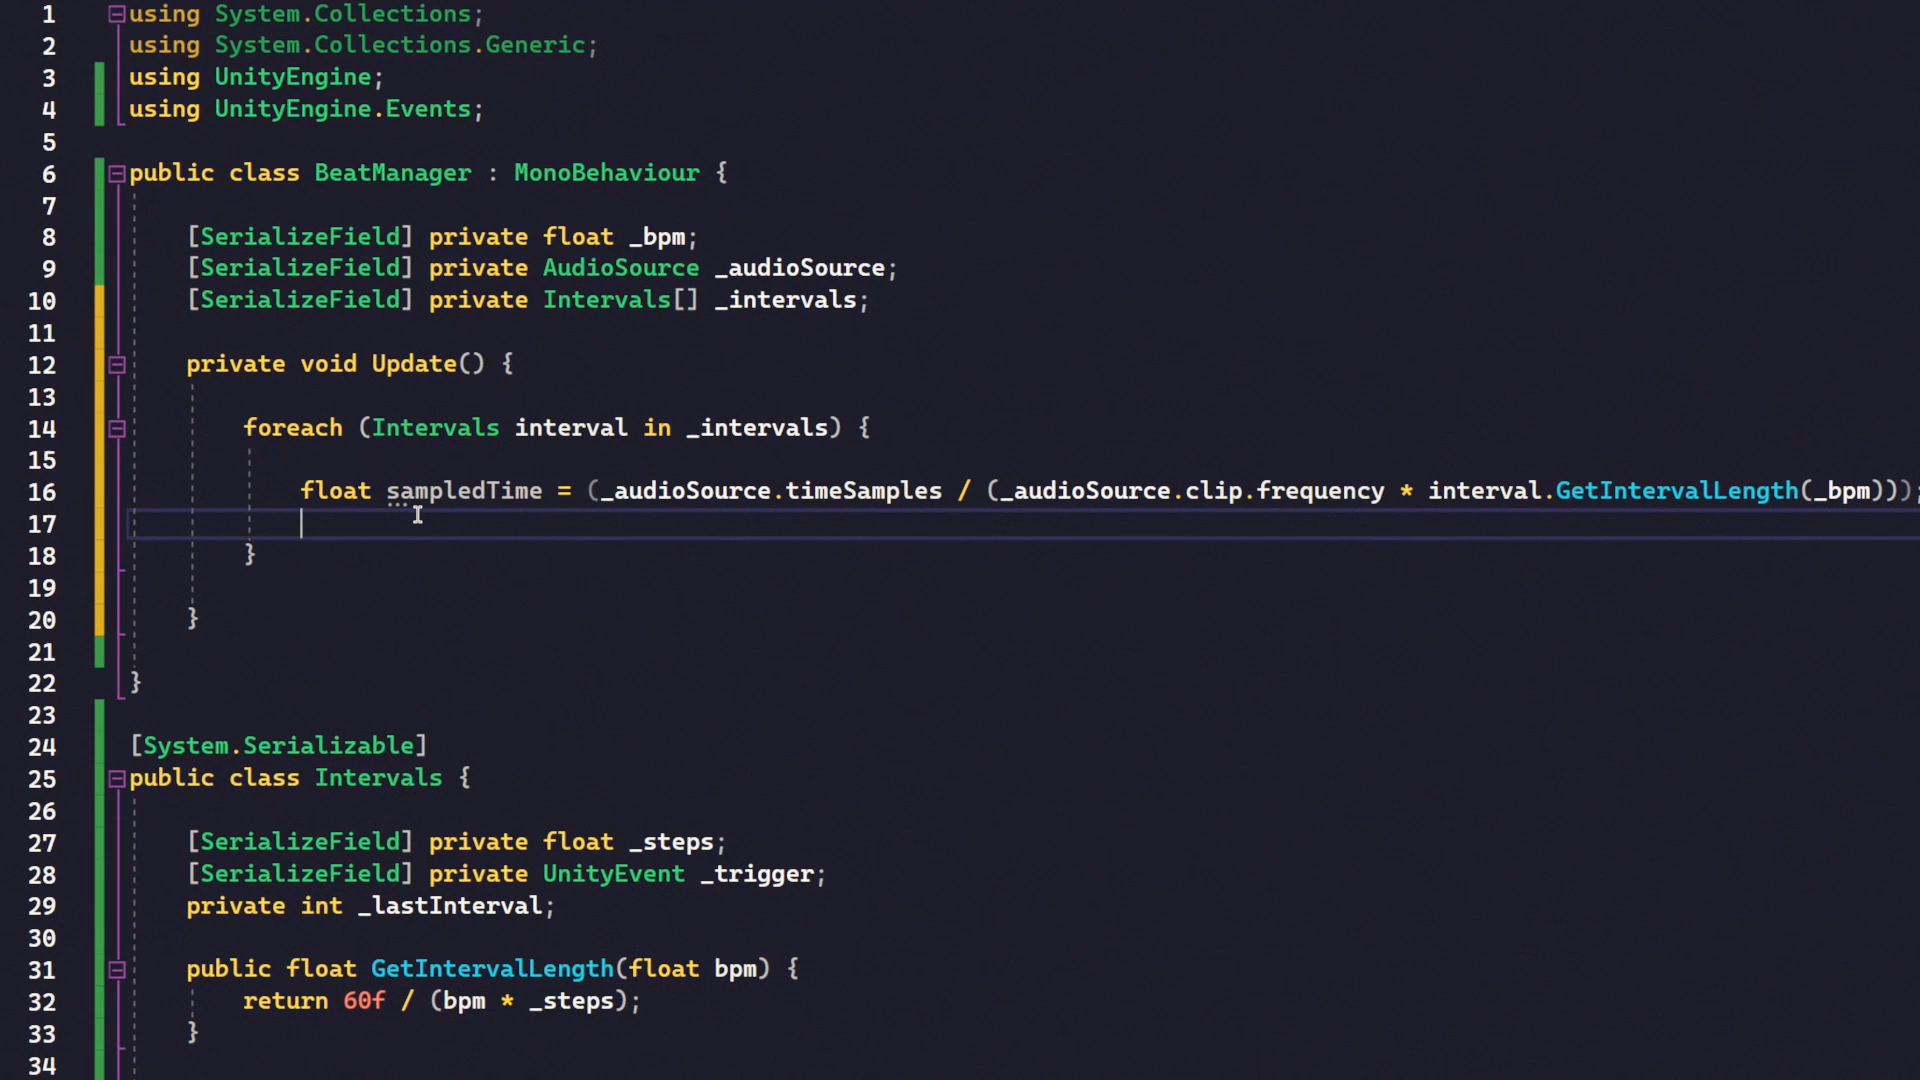 1 using System.Collections;
2 using System.Collections.Generic;
3 using UnityEngine;
4 using UnityEngine.Events;
5
6 public class BeatManager : MonoBehaviour {
7
8 [SerializeField] private float _bpm;
9 [SerializeField] private AudioSource _audioSource;
10 [SerializeField] private Intervals[] _intervals;
11
12 private void Update() {
13
14 foreach (Intervals interval in _intervals) {
15
16 float sampledTime = (_audioSource.timeSamples / (_audioSource.clip.frequency * interval.GetIntervalLength(_bpm)));
17
18 }
19
20 }
21
22 }
23
24 [System.Serializable]
25 public class Intervals {
26
27 [SerializeField] private float _steps;
28 [SerializeField] private UnityEvent _trigger;
29 private int _lastInterval;
30
31 public float GetIntervalLength(float bpm) {
32 return 60f / (bpm * _steps);
33 }
34